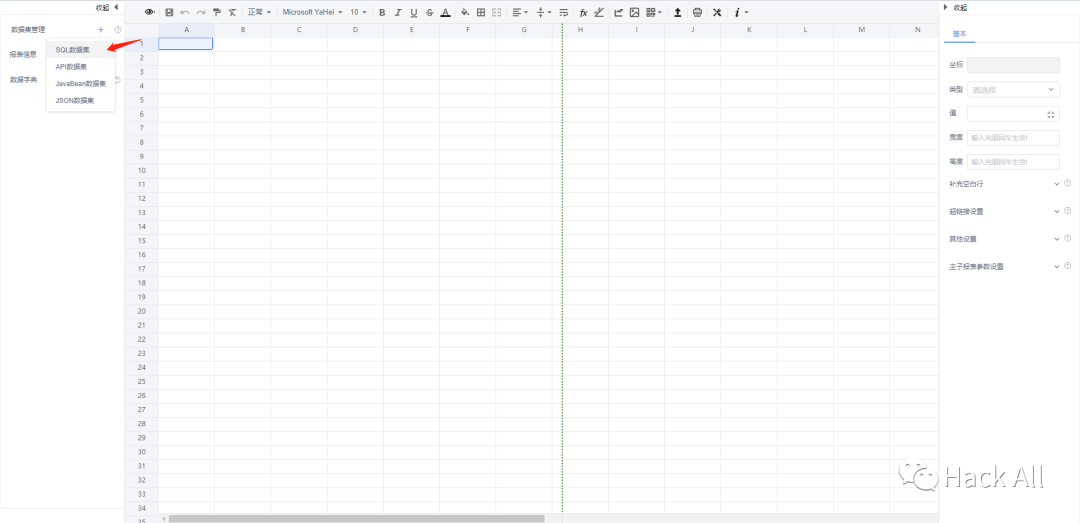 收起
数据集管理
报表信息
数据字典
SQL数据集
API数据集
JavaBean数据集
JSON数据集
正常
Microsoft YaHei
10
B
I
U
S
A
fx
i
A B C D E F G H I J K L M N
1
2
3
4
5
6
7
8
9
10
11
12
13
14
15
16
17
18
19
20
21
22
23
24
25
26
27
28
29
30
31
32
33
34
35
收起
基本
坐标
类型 请选择
值
宽度 输入完值回车生效!
高度 输入完值回车生效!
补充空白行
超链接设置
其他设置
主子报表参数设置
Hack All